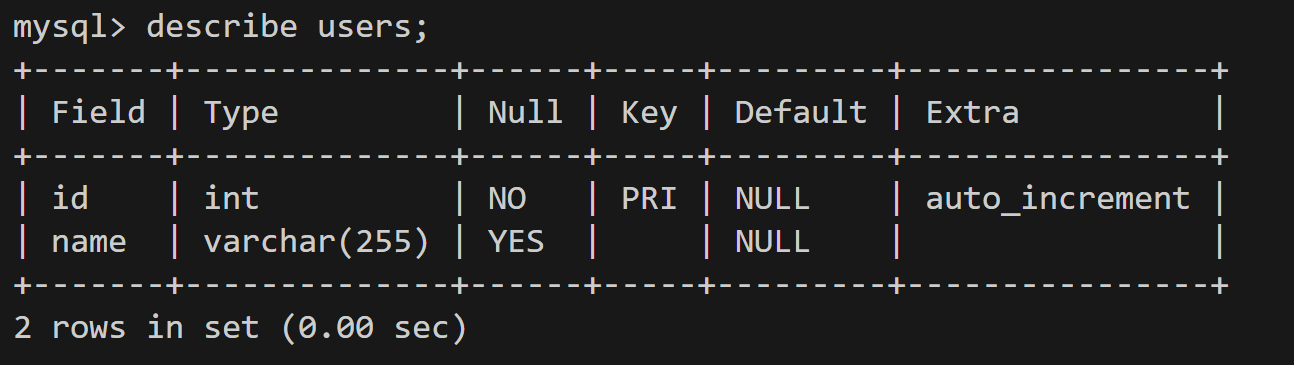 mysql> describe users;
+-------+--------------+------+-----+---------+----------------+
| Field | Type         | Null | Key | Default | Extra          |
+-------+--------------+------+-----+---------+----------------+
| id    | int          | NO   | PRI | NULL    | auto_increment |
| name  | varchar(255) | YES  |     | NULL    |                |
+-------+--------------+------+-----+---------+----------------+
2 rows in set (0.00 sec)